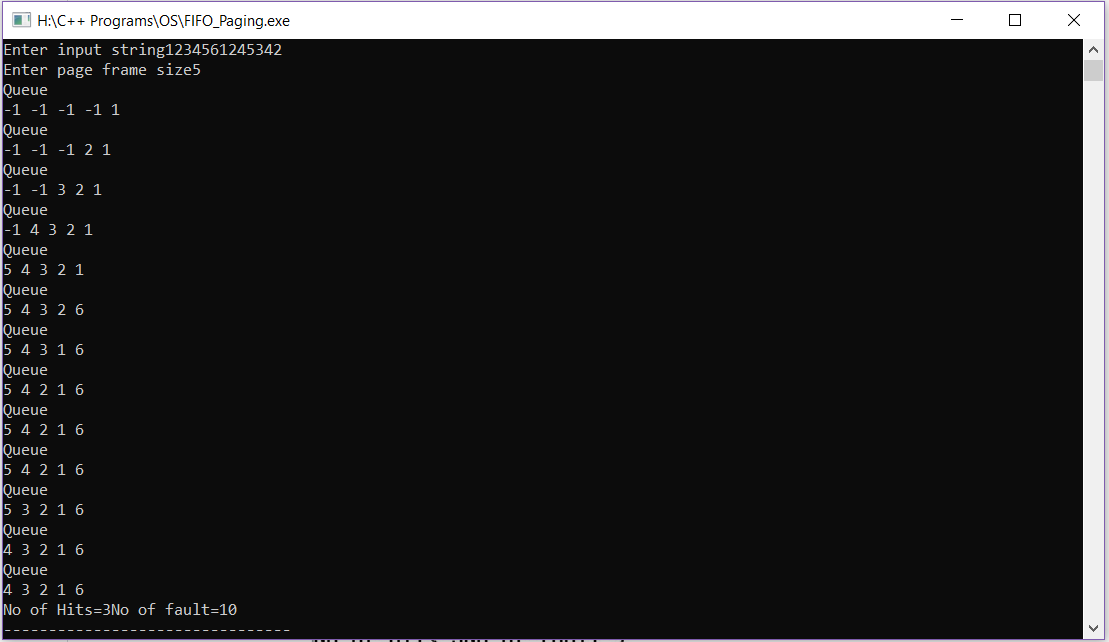 H:\C++ Programs\OS\FIFO_Paging.exe
Enter input string1234561245342
Enter page frame size5
Queue
-1 -1 -1 -1 1
Queue
-1 -1 -1 2 1
Queue
-1 -1 3 2 1
Queue
-1 4 3 2 1
Queue
5 4 3 2 1
Queue
5 4 3 2 6
Queue
5 4 3 1 6
Queue
5 4 2 1 6
Queue
5 4 2 1 6
Queue
5 4 2 1 6
Queue
5 3 2 1 6
Queue
4 3 2 1 6
Queue
4 3 2 1 6
No of Hits=3No of fault=10
--------------------------------